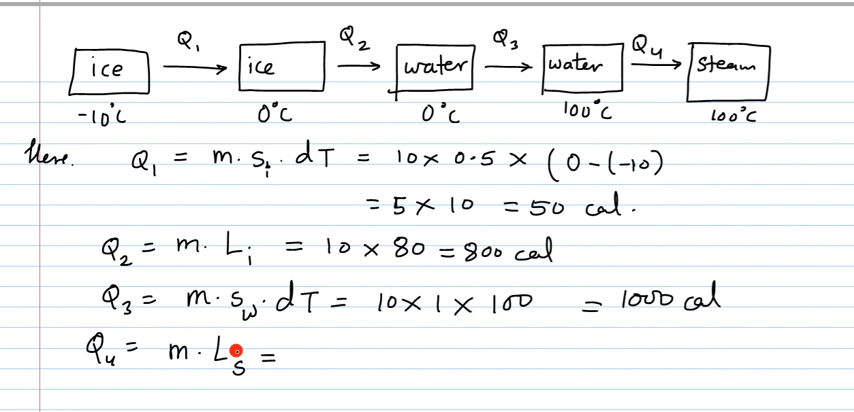 Q₁ Q₂ Q₃ Q₄
ice ice water water steam
-10°C 0°C 0°C 100°C 100°C
Here. Q₁ = m. sᵢ. dT = 10 × 0.5 × (0-(-10)
= 5 × 10 = 50 cal.
Q₂ = m. Lᵢ = 10 × 80 = 800 cal
Q₃ = m. s_w. dT = 10 × 1 × 100 = 1000 cal
Q₄ = m. L_s =